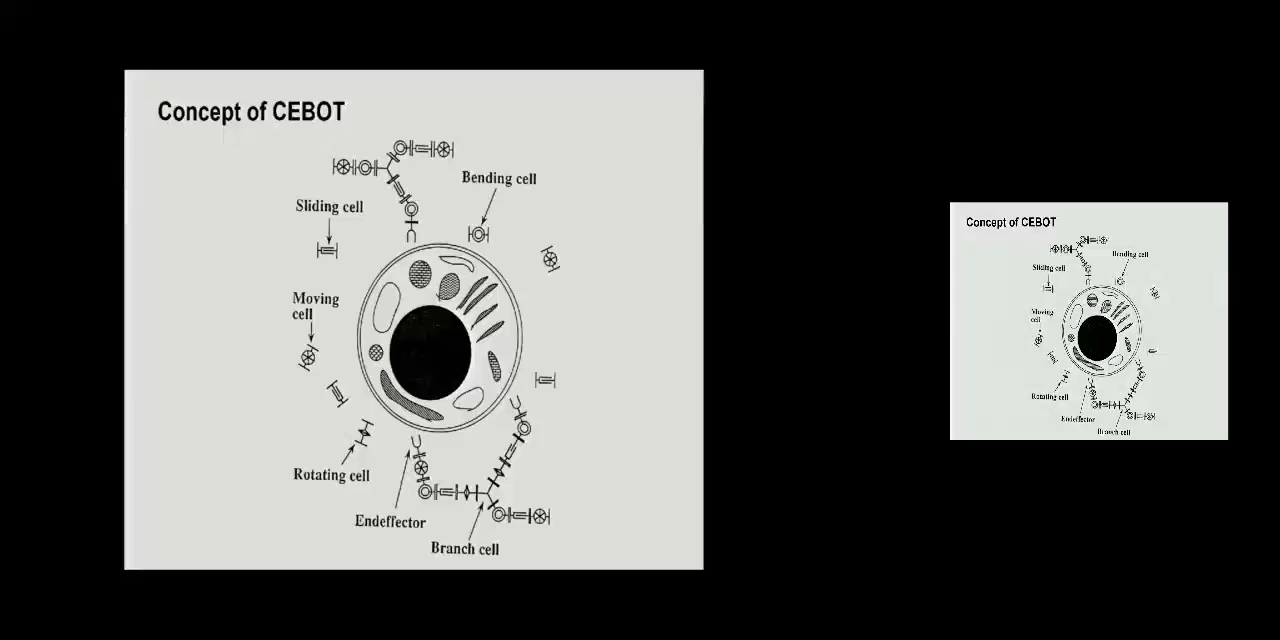 Concept of CEBOT
Bending cell
Sliding cell
Moving
cell
Rotating cell
Endeffector
Branch cell
Concept of CEBOT
Bending cell
Sliding cell
Moving
cell
Rotating cell
Endeffector
Branch cell